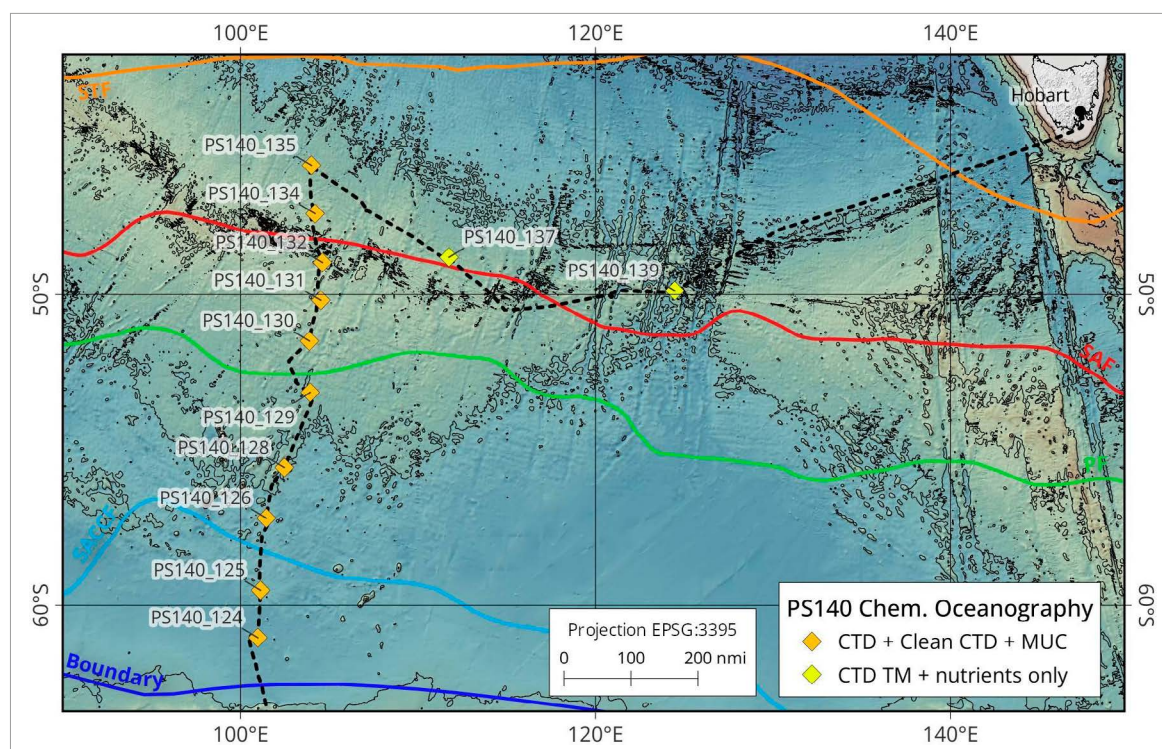 100°E
120°E
140°E
STF
Hobart
PS140_135
PS140_134
PS140_132
PS140_137
PS140_131
PS140_139
50°S
50°S
PS140_130
SAF
PS140_129
PS140_128
PF
PS140_126
SACCF
PS140_125
60°S
60°S
PS140_124
PS140 Chem. Oceanography
CTD + Clean CTD + MUC
CTD TM + nutrients only
Projection EPSG:3395
0 100 200 nmi
Boundary
100°E
120°E
140°E